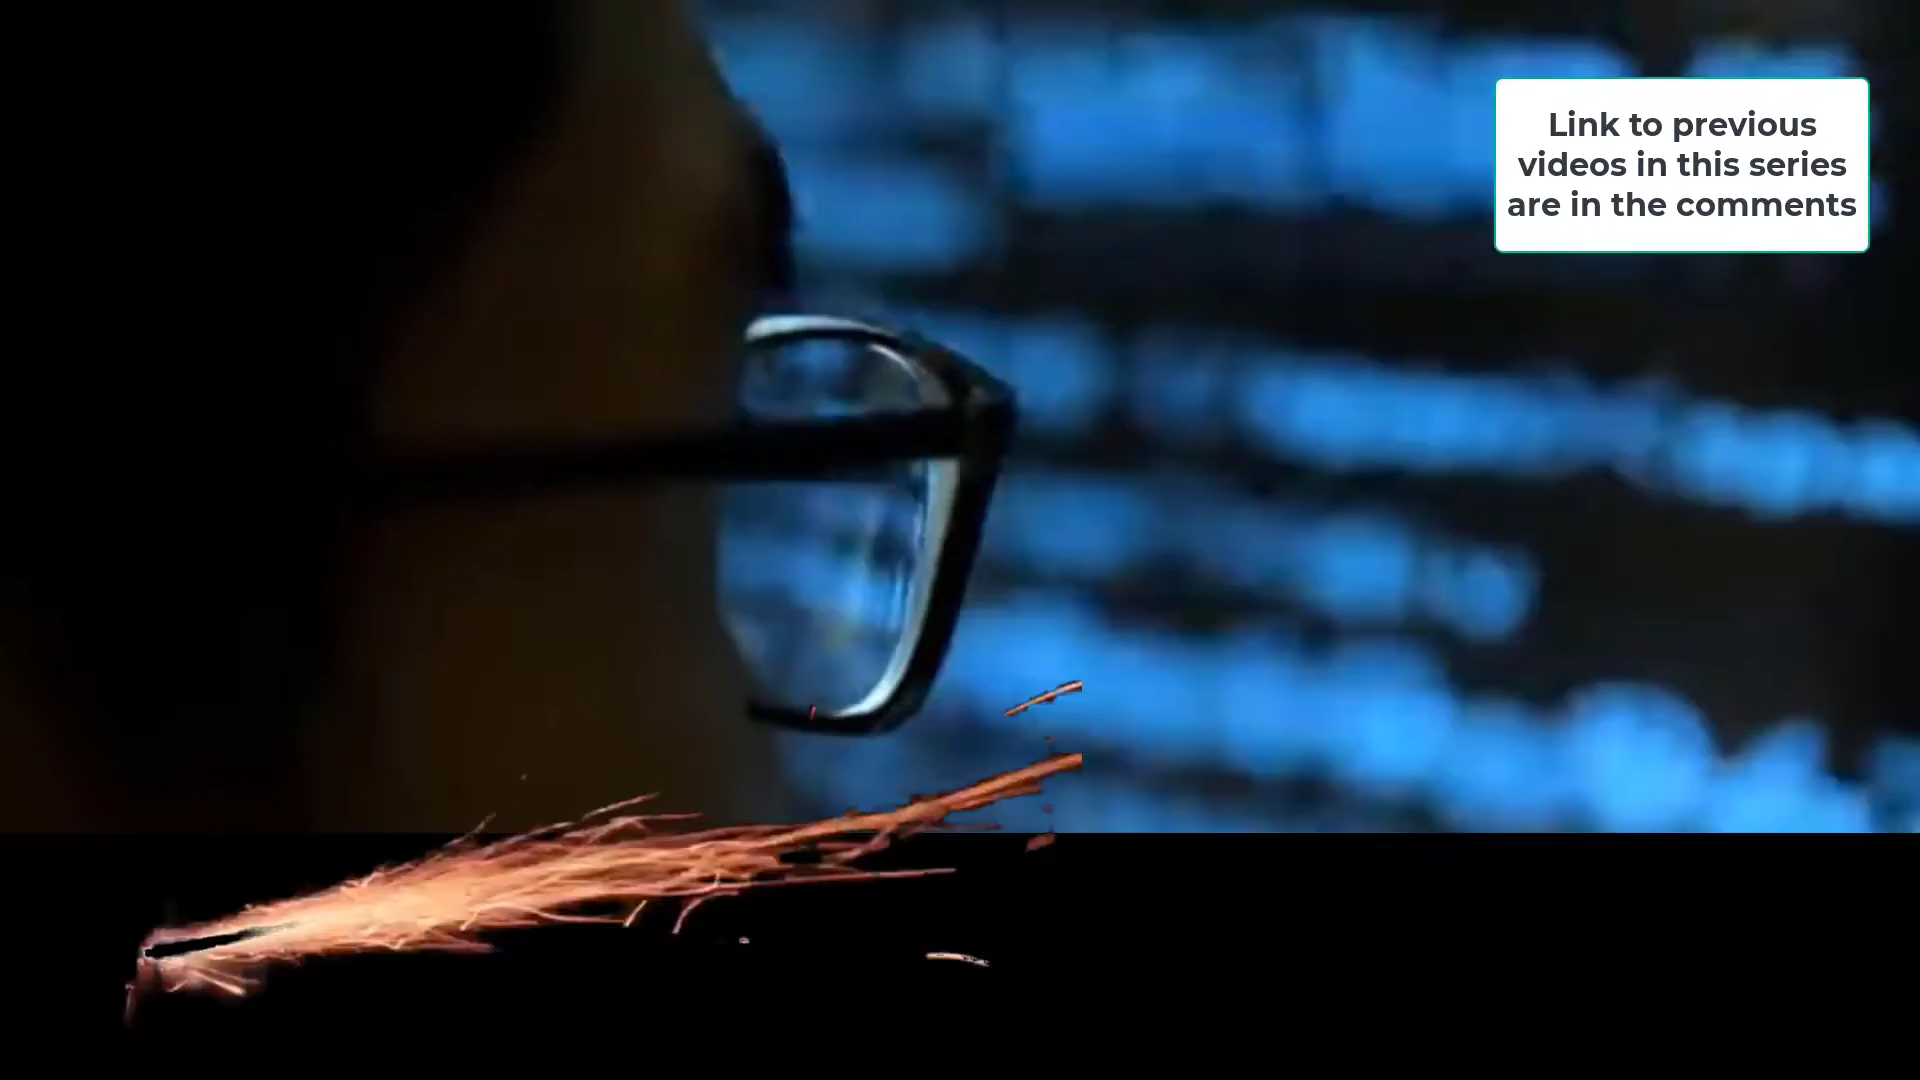 Link to previous
videos in this series
are in the comments